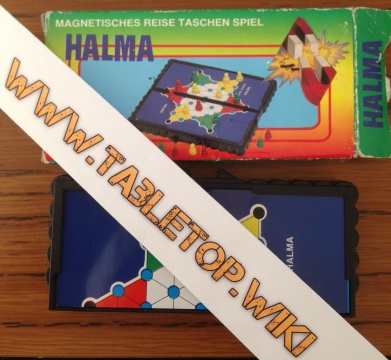 MAGNETISCHES REISE TASCHEN SPIEL
HALMA
HALMA
WWW.TABLETOP.WIKI
HALMA